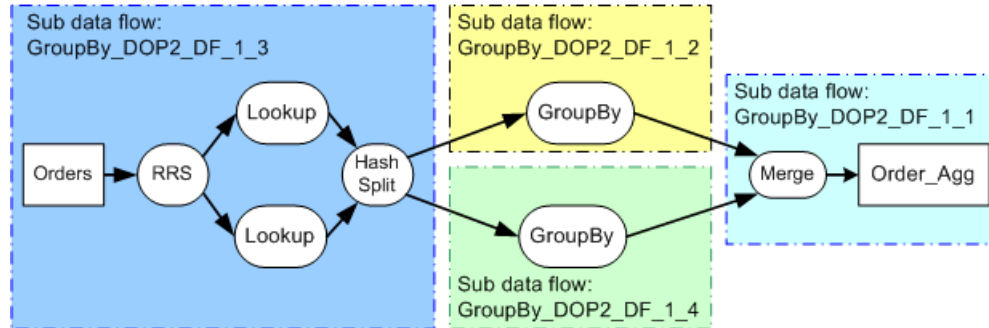 Sub data flow:
GroupBy_DOP2_DF_1_3
Lookup
Orders
RRS
Hash
Split
Lookup
Sub data flow:
GroupBy_DOP2_DF_1_2
GroupBy
GroupBy
Sub data flow:
GroupBy_DOP2_DF_1_4
Sub data flow:
GroupBy_DOP2_DF_1_1
Merge
Order_Agg